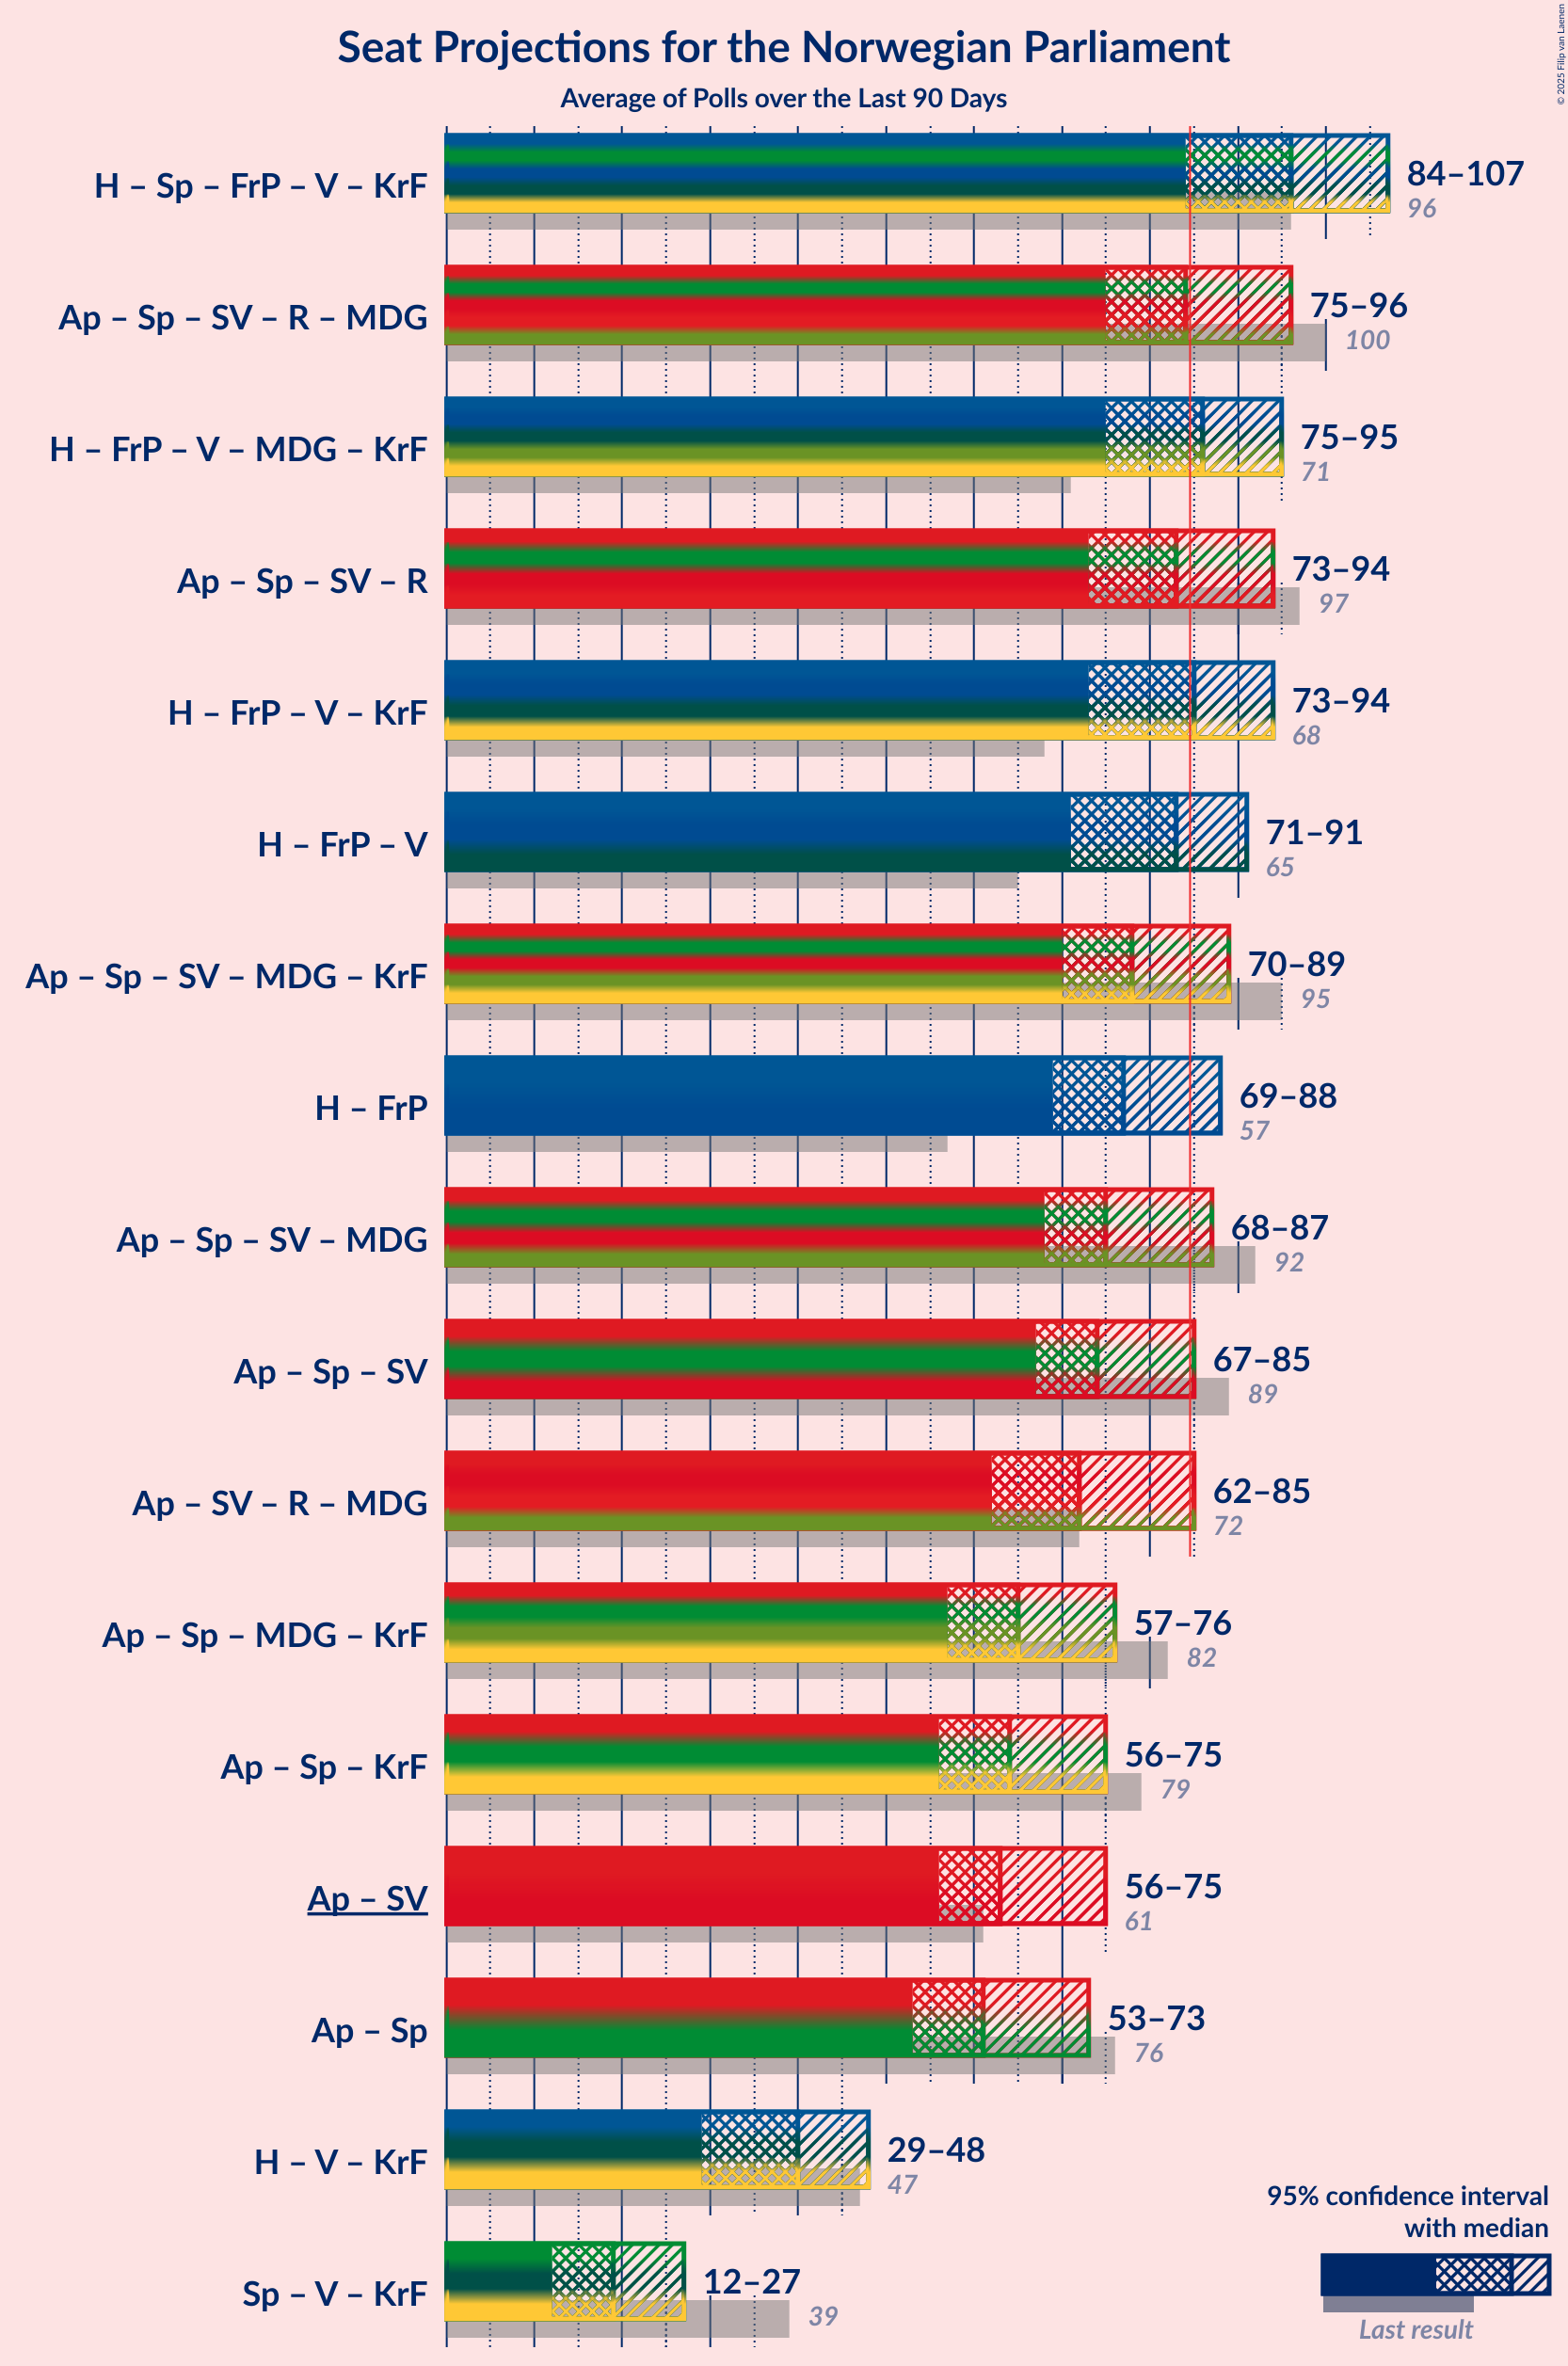 Seat Projections for the Norwegian Parliament
Average of Polls over the Last 90 Days
© 2025 Filip van Laenen
H – Sp – FrP – V – KrF
84–107
96
Ap – Sp – SV – R – MDG
75–96
100
H – FrP – V – MDG – KrF
75–95
71
Ap – Sp – SV – R
73–94
97
H – FrP – V – KrF
73–94
68
H – FrP – V
71–91
65
Ap – Sp – SV – MDG – KrF
70–89
95
H – FrP
69–88
57
Ap – Sp – SV – MDG
68–87
92
Ap – Sp – SV
67–85
89
Ap – SV – R – MDG
62–85
72
Ap – Sp – MDG – KrF
57–76
82
Ap – Sp – KrF
56–75
79
Ap – SV
56–75
61
Ap – Sp
53–73
76
H – V – KrF
29–48
47
Sp – V – KrF
12–27
39
95% confidence interval
with median
Last result